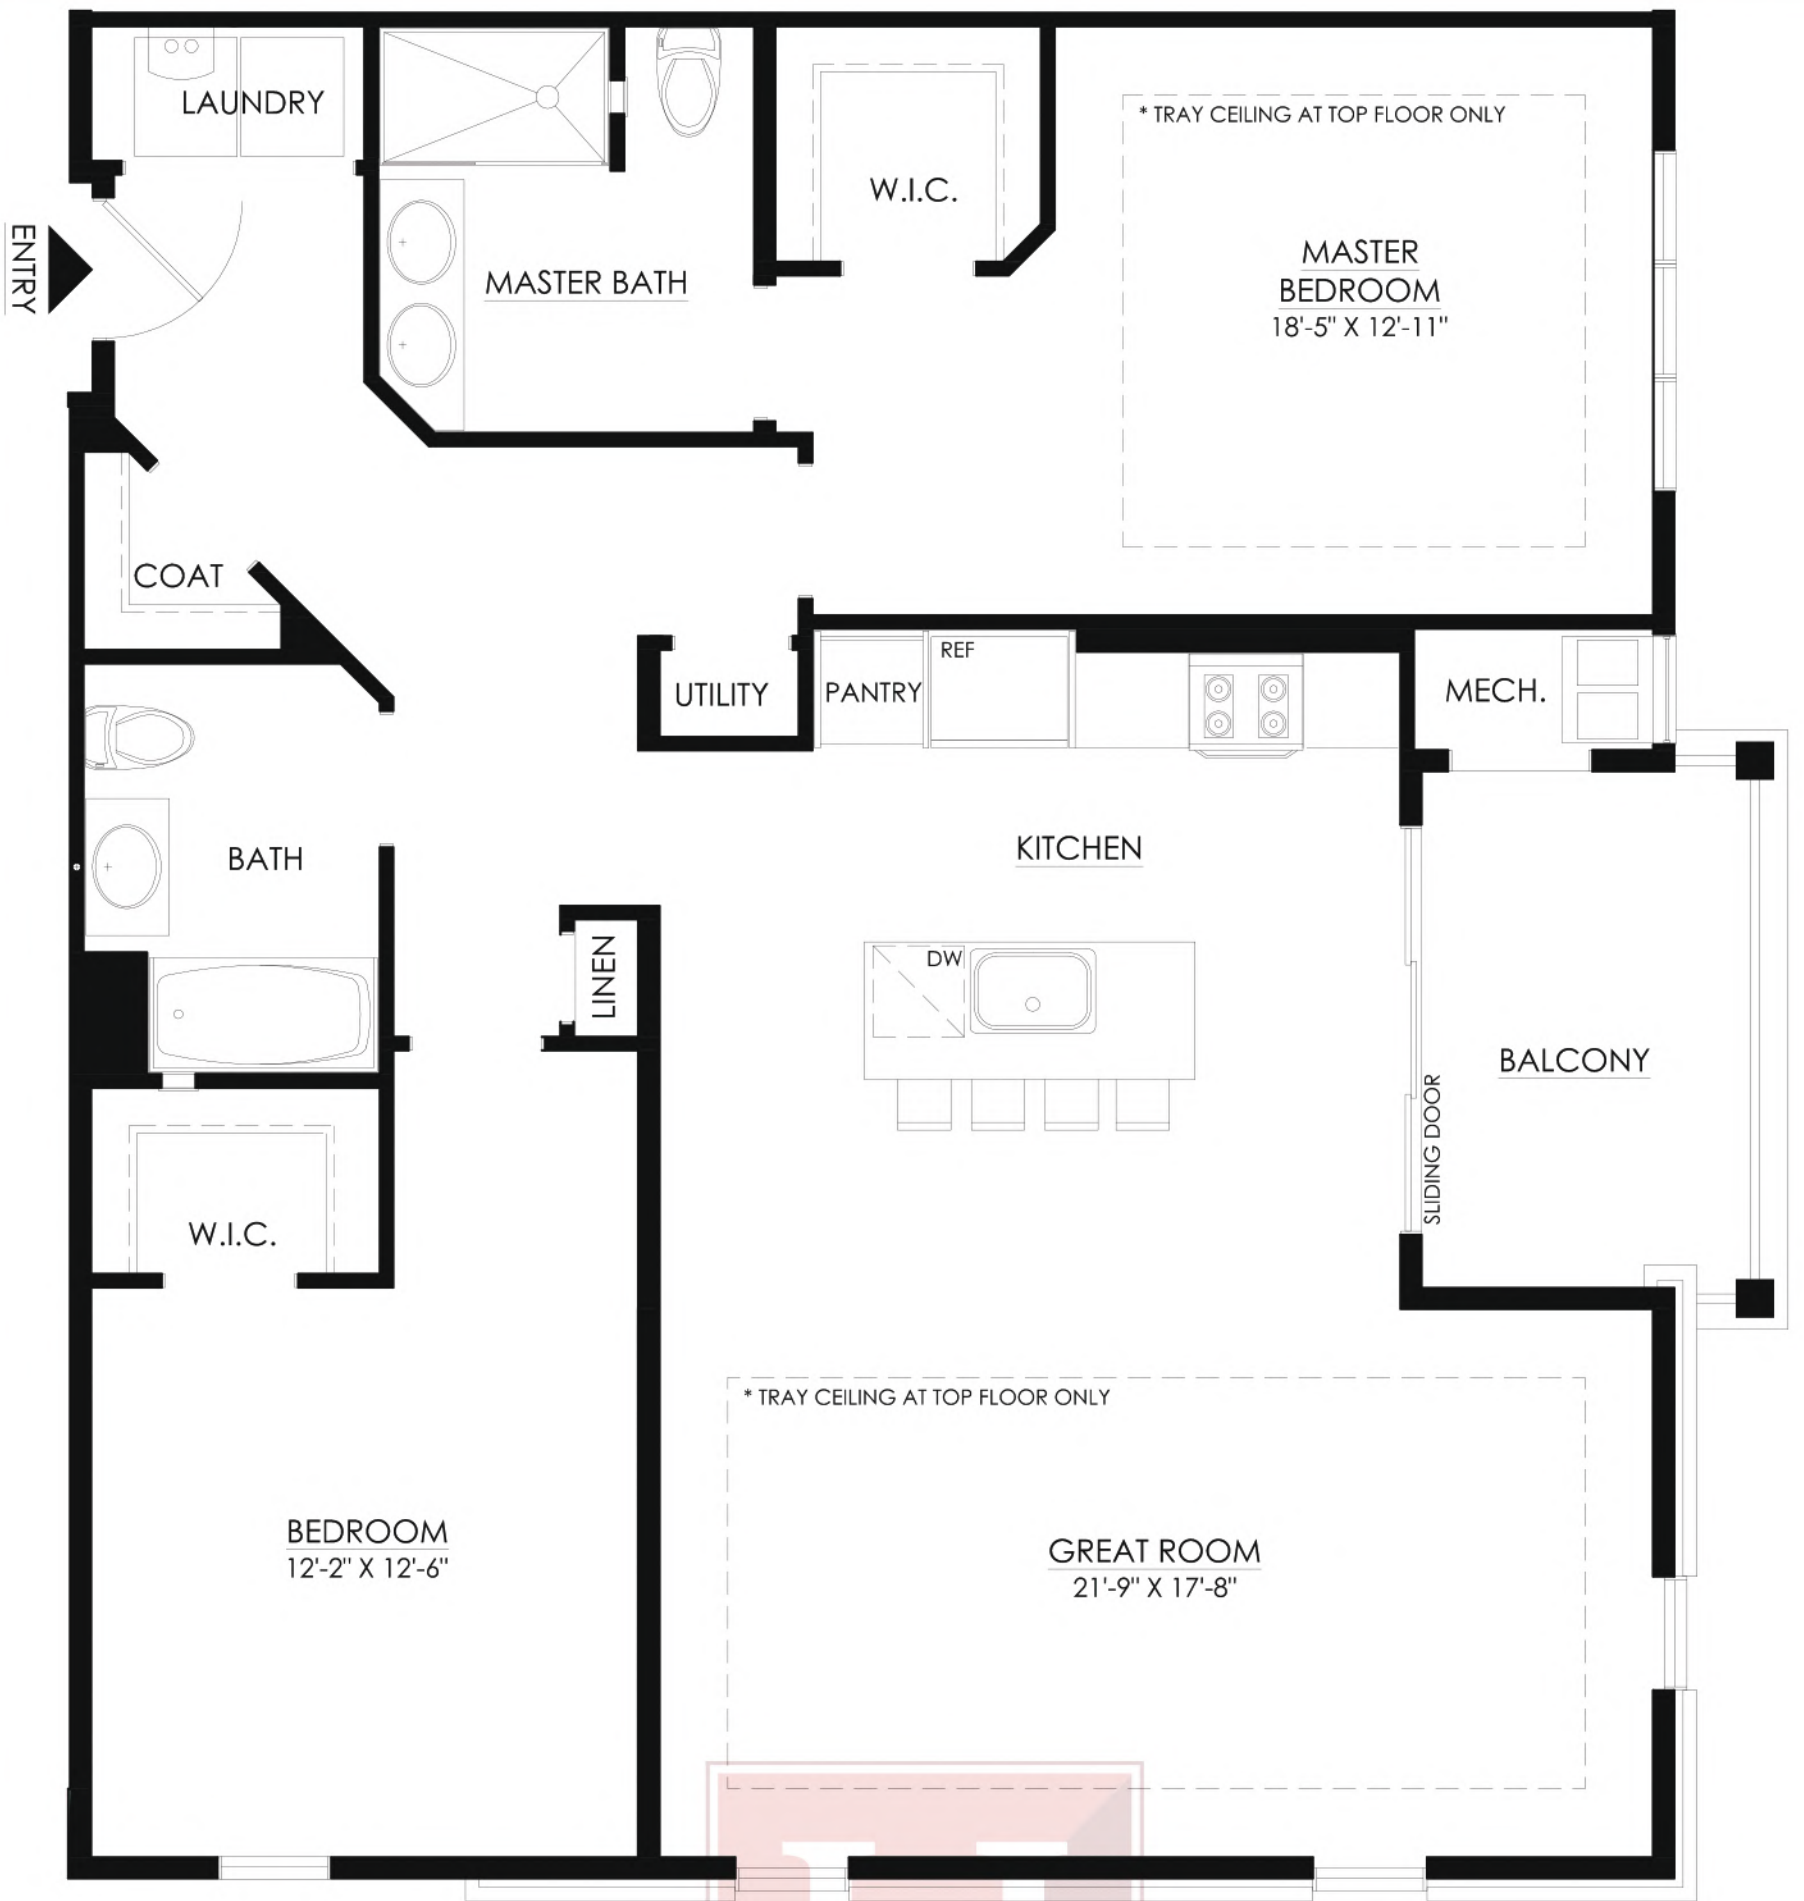 LAUNDRY
* TRAY CEILING AT TOP FLOOR ONLY
W.I.C.
ENTRY
MASTER BATH
MASTER
BEDROOM
18'-5" X 12'-11"
COAT
REF
UTILITY
PANTRY
MECH.
KITCHEN
BATH
LINEN
DW
BALCONY
SLIDING DOOR
W.I.C.
* TRAY CEILING AT TOP FLOOR ONLY
BEDROOM
12'-2" X 12'-6"
GREAT ROOM
21'-9" X 17'-8"